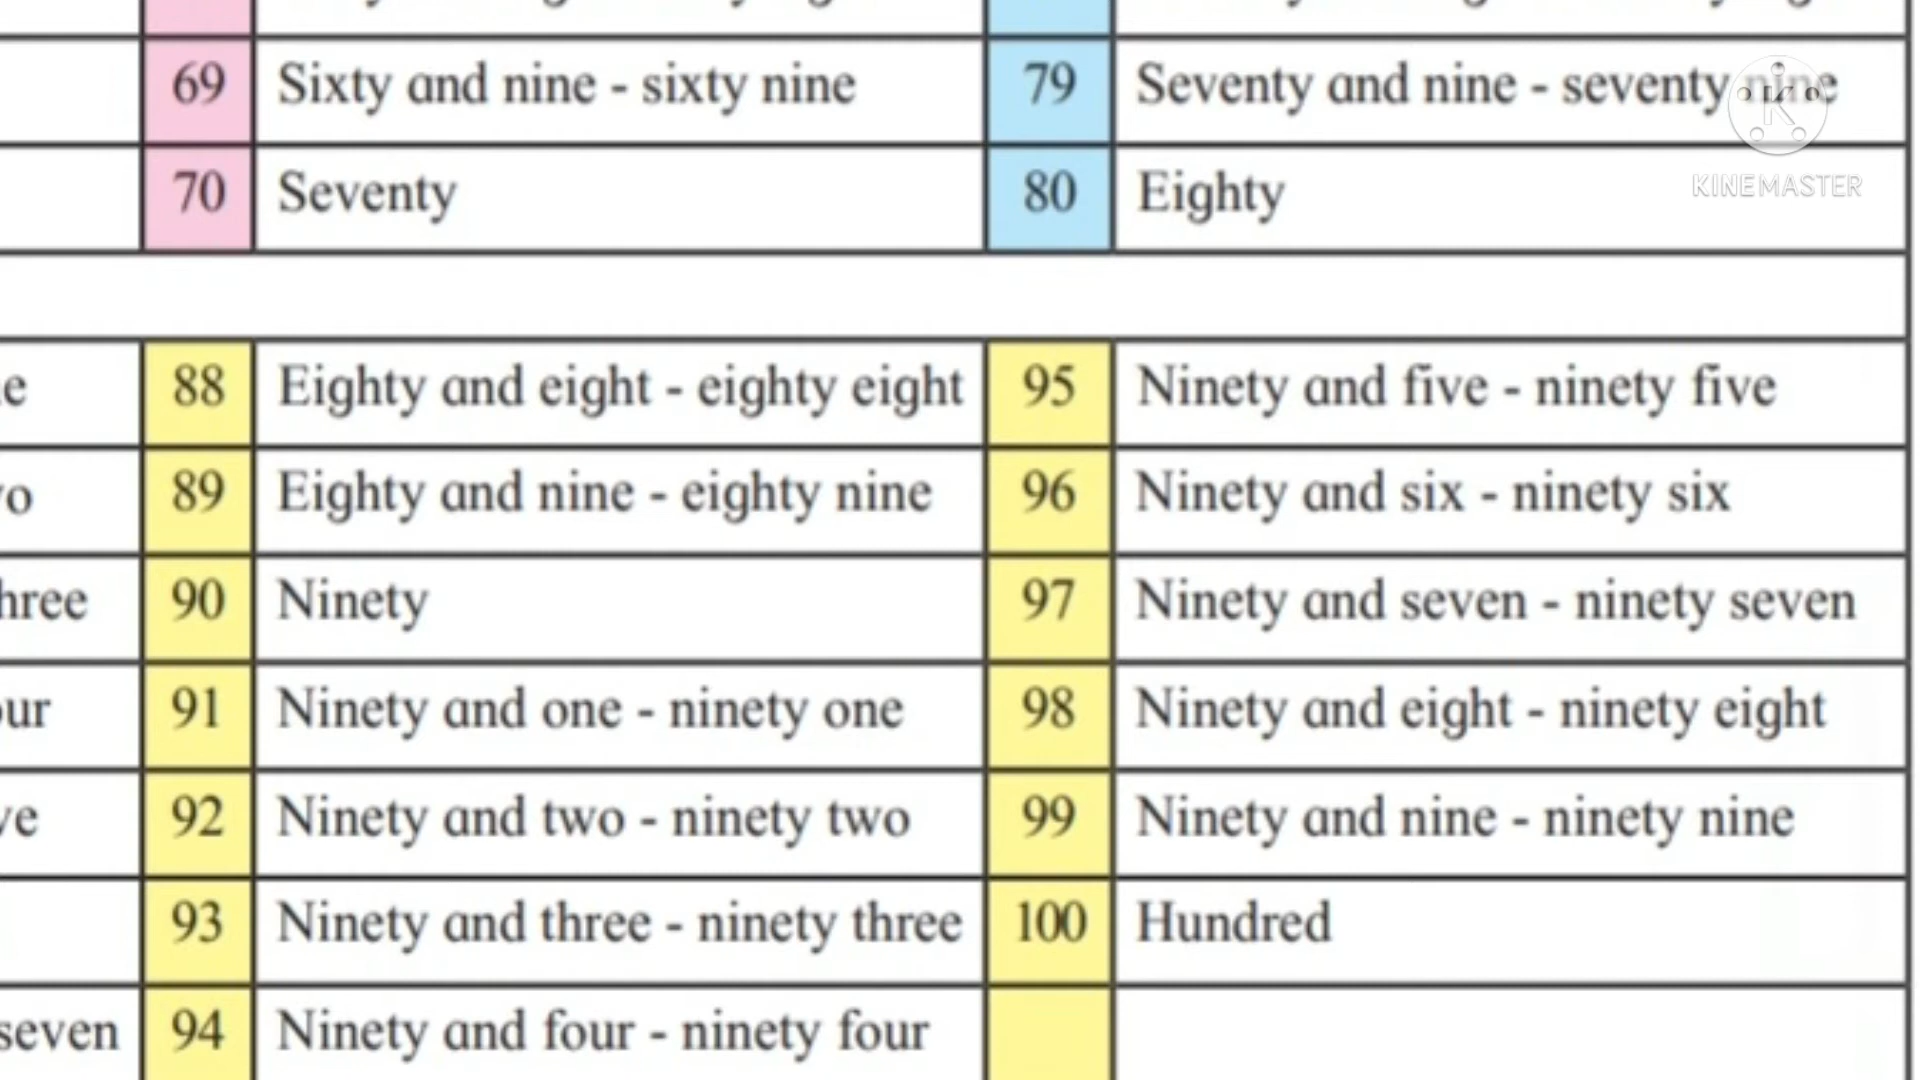 69 Sixty and nine - sixty nine 79 Seventy and nine - seventy nine
70 Seventy 80 Eighty
KINEMASTER
88 Eighty and eight - eighty eight 95 Ninety and five - ninety five
89 Eighty and nine - eighty nine 96 Ninety and six - ninety six
90 Ninety 97 Ninety and seven - ninety seven
91 Ninety and one - ninety one 98 Ninety and eight - ninety eight
92 Ninety and two - ninety two 99 Ninety and nine - ninety nine
93 Ninety and three - ninety three 100 Hundred
seven 94 Ninety and four - ninety four